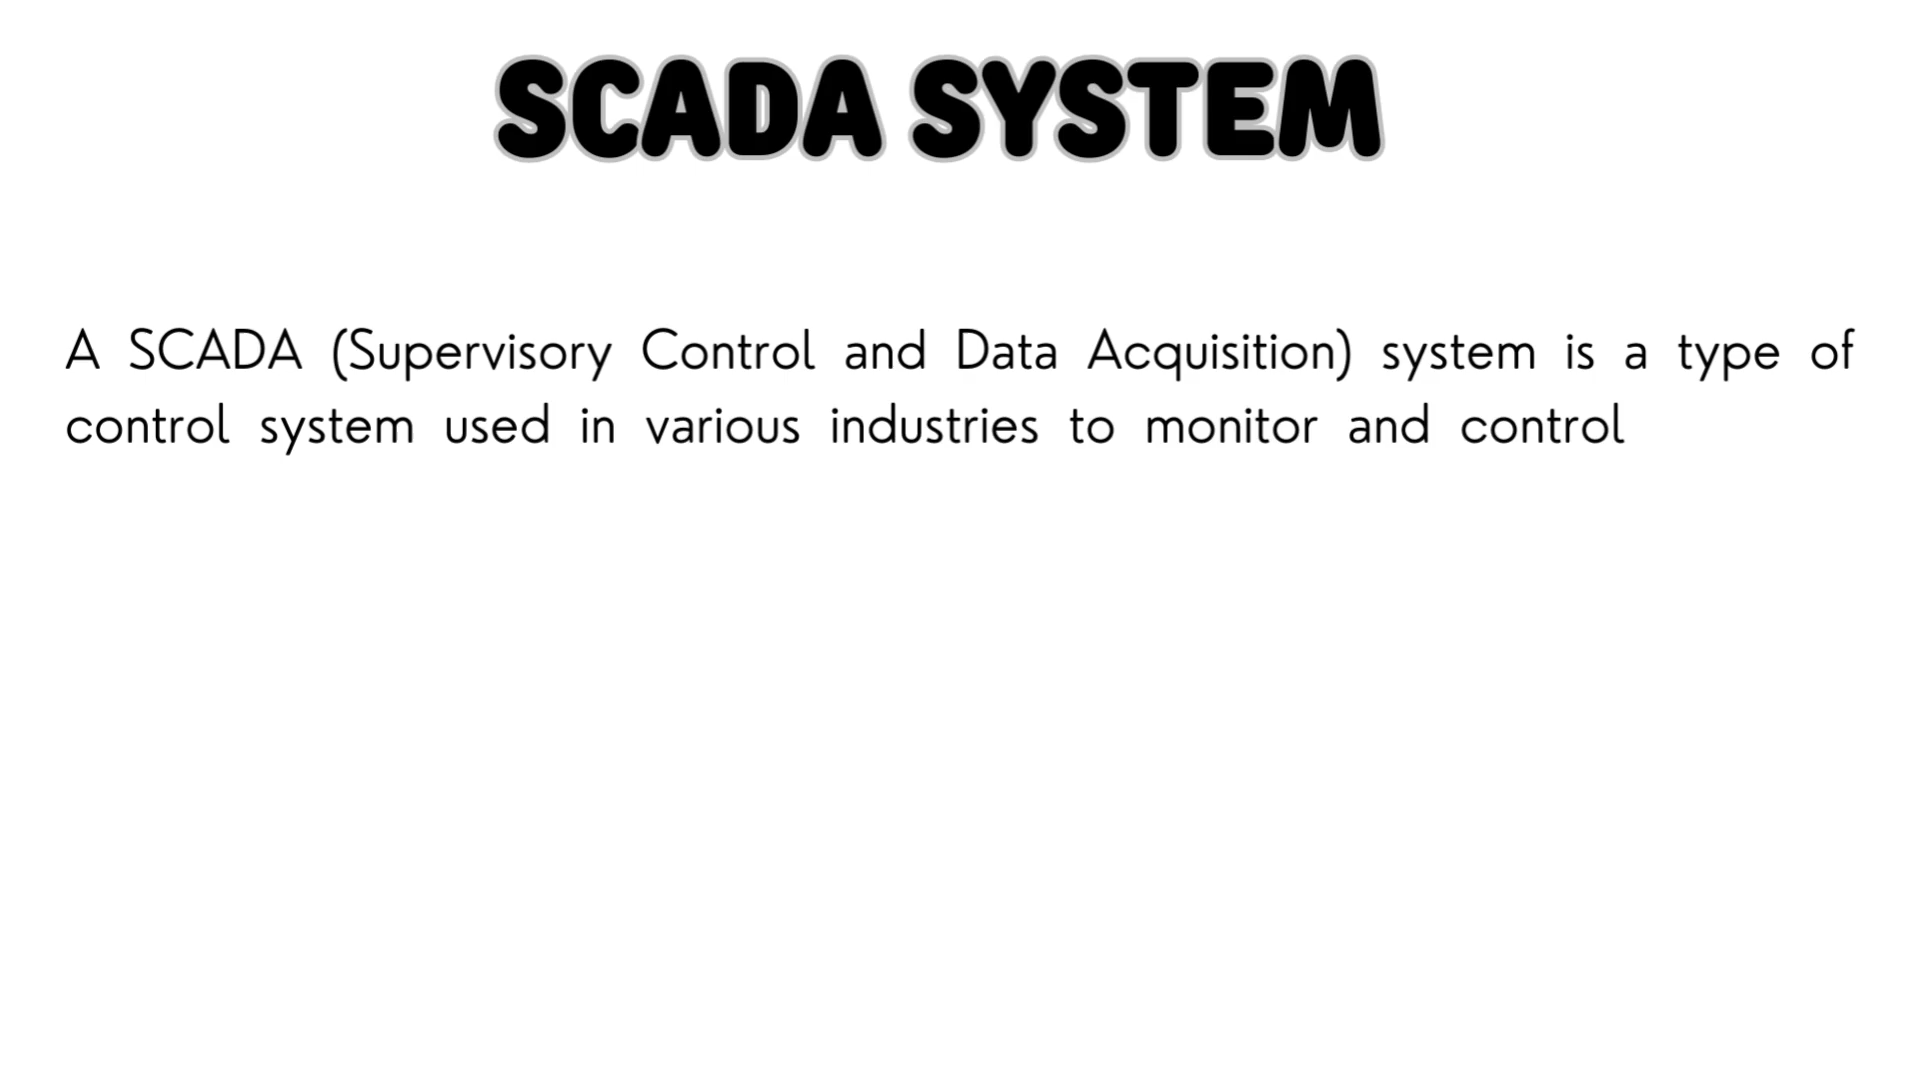 SCADA SYSTEM
A SCADA (Supervisory Control and Data Acquisition) system is a type of
control system used in various industries to monitor and control